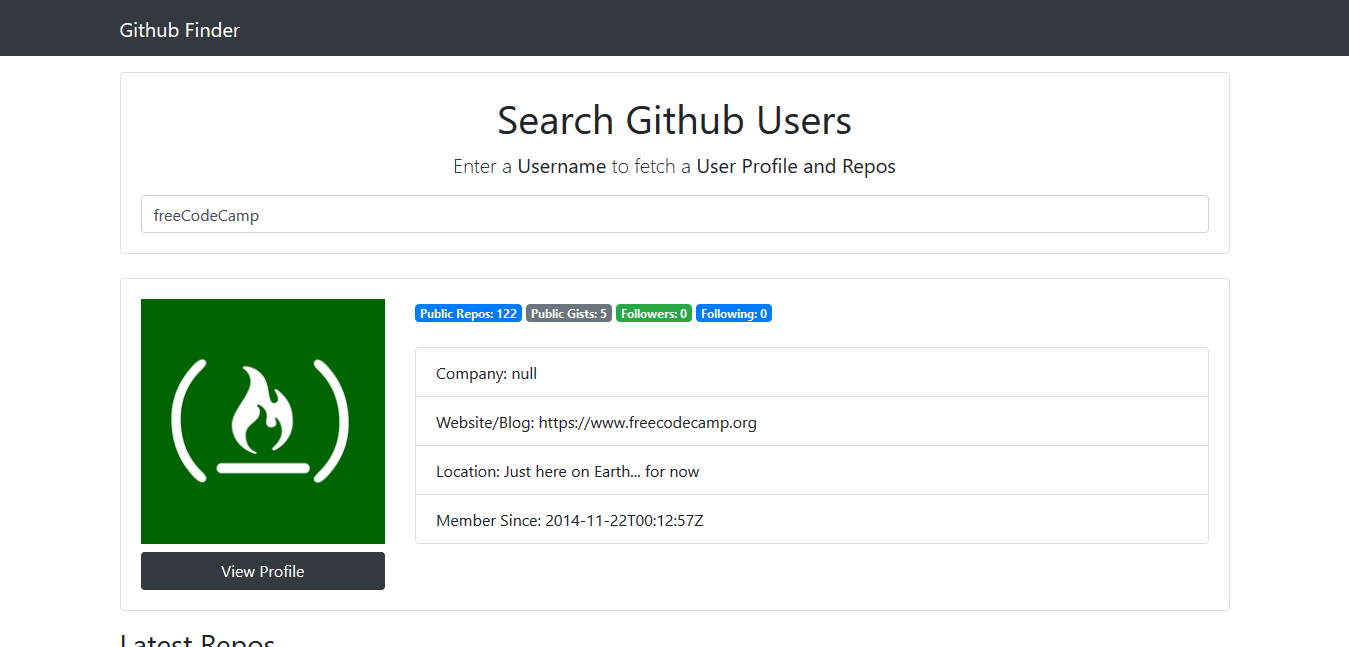 Github Finder
Search Github Users
Enter a Username to fetch a User Profile and Repos
freeCodeCamp
Public Repos: 122 Public Gists: 5 Followers: 0 Following: 0
Company: null
Website/Blog: https://www.freecodecamp.org
Location: Just here on Earth... for now
Member Since: 2014-11-22T00:12:57Z
View Profile
Latest Repos